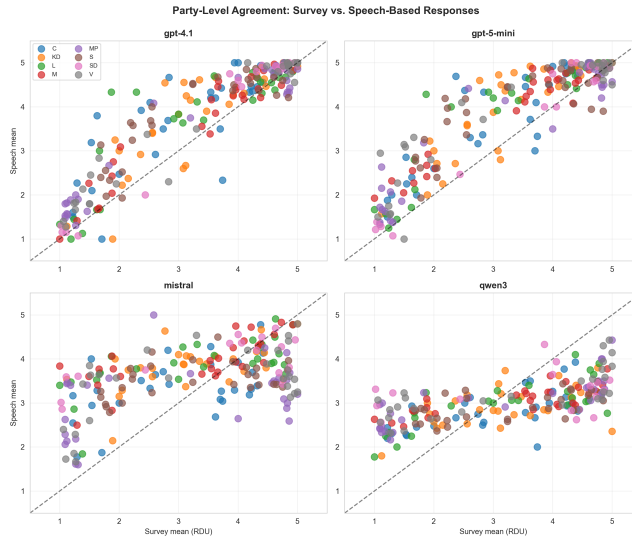 Party-Level Agreement: Survey vs. Speech-Based Responses
gpt-4.1
gpt-5-mini
C
KD
L
M
MP
S
SD
V
5
4
3
2
1
Speech mean
1
2
3
4
5
5
4
3
2
1
1
2
3
4
5
mistral
qwen3
5
4
3
2
1
Speech mean
1
2
3
4
5
Survey mean (RDU)
5
4
3
2
1
1
2
3
4
5
Survey mean (RDU)